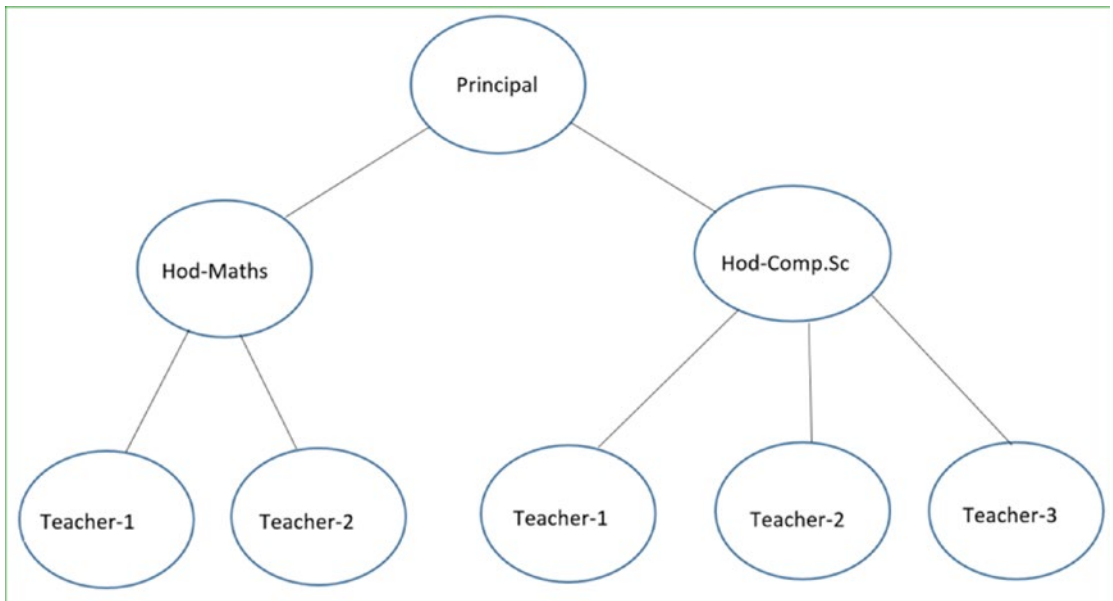 Principal
Hod-Maths
Hod-Comp.Sc
Teacher-1
Teacher-2
Teacher-1
Teacher-2
Teacher-3